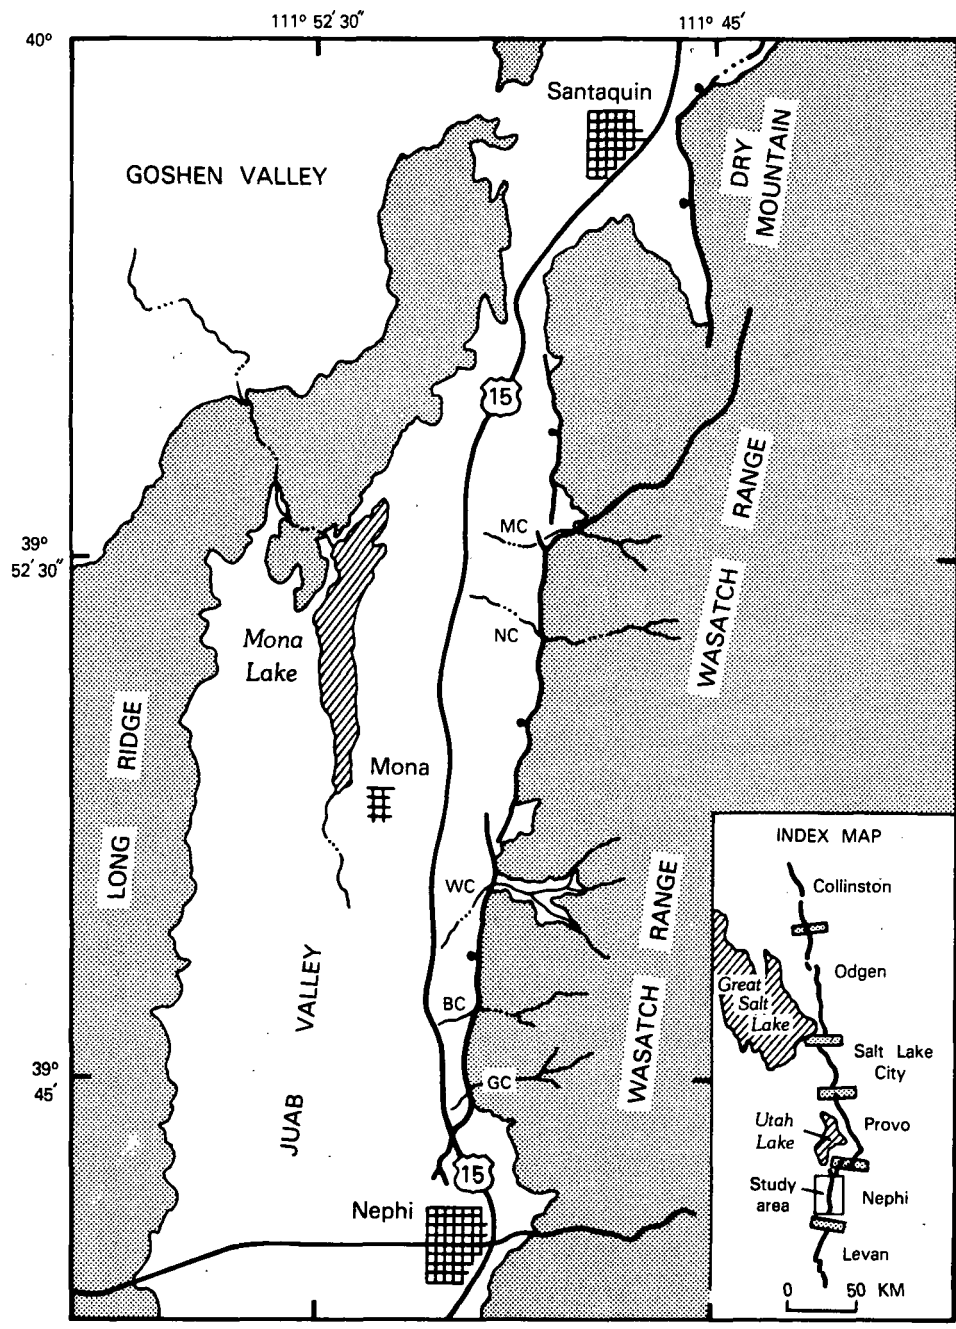 111° 52′ 30″
111° 45′
40°
Santaquin
GOSHEN VALLEY
DRY
MOUNTAIN
15
MC
39°
52′ 30″
NC
WASATCH RANGE
Mona
Lake
LONG RIDGE
Mona
WC
BC
GC
39°
45′
JUAB VALLEY
WASATCH RANGE
15
Nephi
INDEX MAP
Collinston
Odgen
Great
Salt
Lake
Salt Lake
City
Utah
Lake
Provo
Study
area
Nephi
Levan
0 50 KM